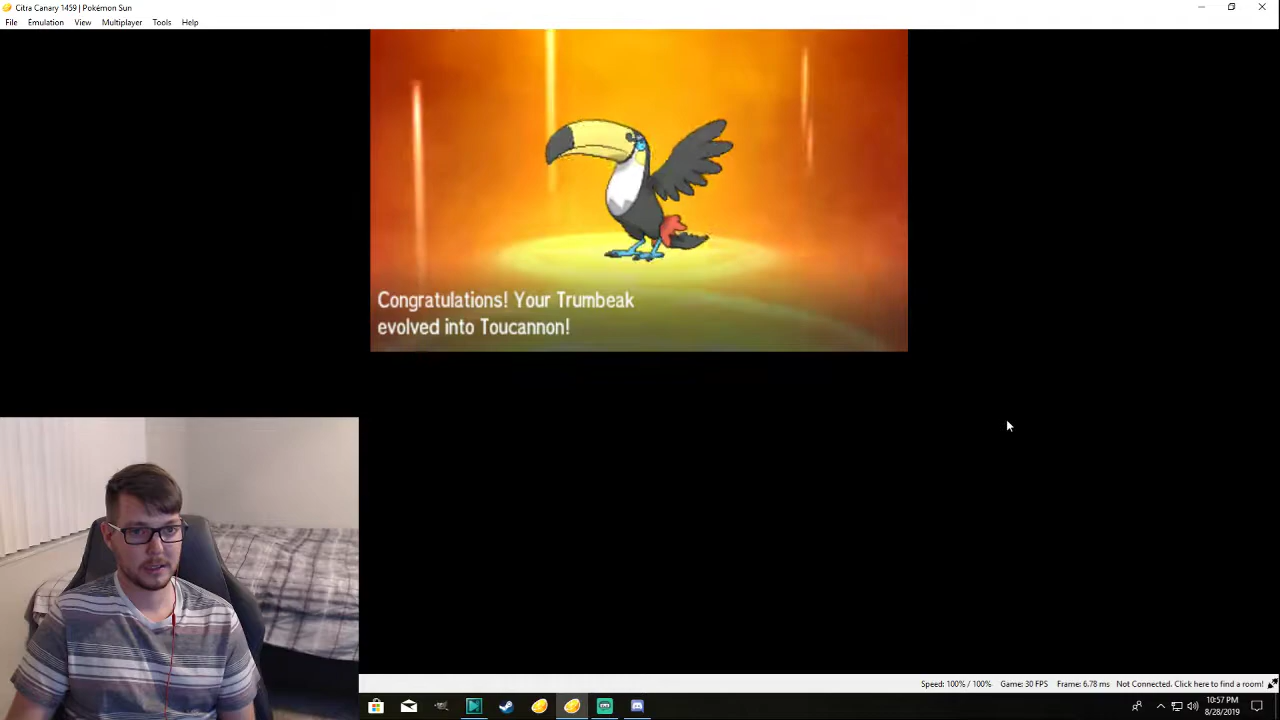 Citra Canary 1459 | Pokémon Sun
File Emulation View Multiplayer Tools Help
Congratulations! Your Trumbeak
evolved into Toucannon!
Speed: 100% / 100% Game: 30 FPS Frame: 6.78 ms Not Connected. Click here to find a room!
10:57 PM
8/28/2019